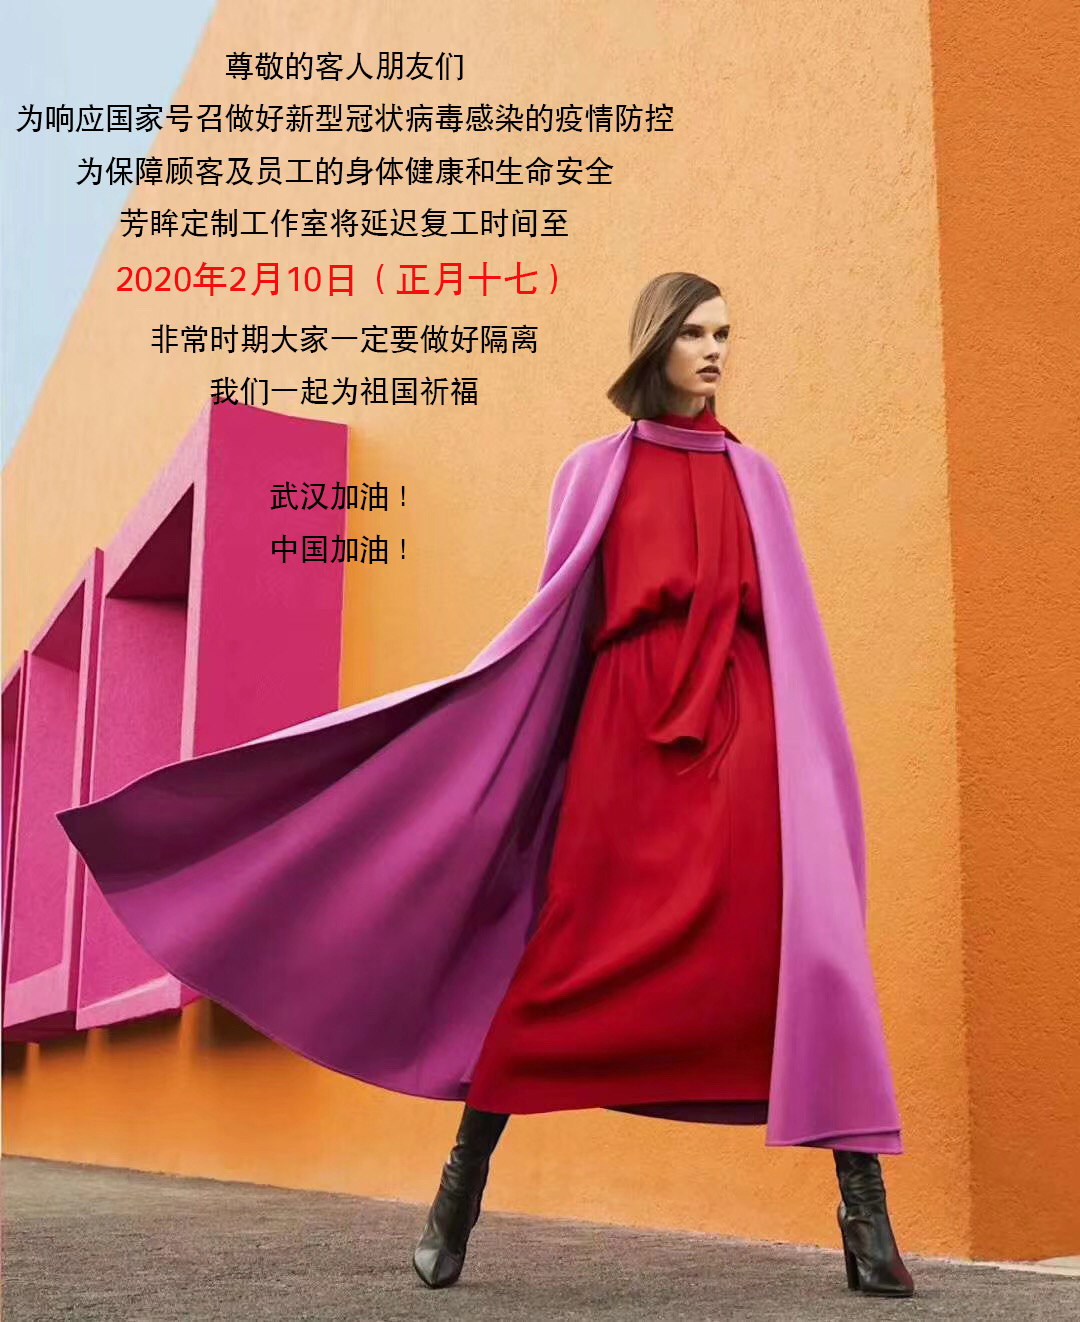 尊敬的客人朋友们
为响应国家号召做好新型冠状病毒感染的疫情防控
为保障顾客及员工的身体健康和生命安全
芳眸定制工作室将延迟复工时间至
2020年2月10日（正月十七）
非常时期大家一定要做好隔离
我们一起为祖国祈福
武汉加油！
中国加油！